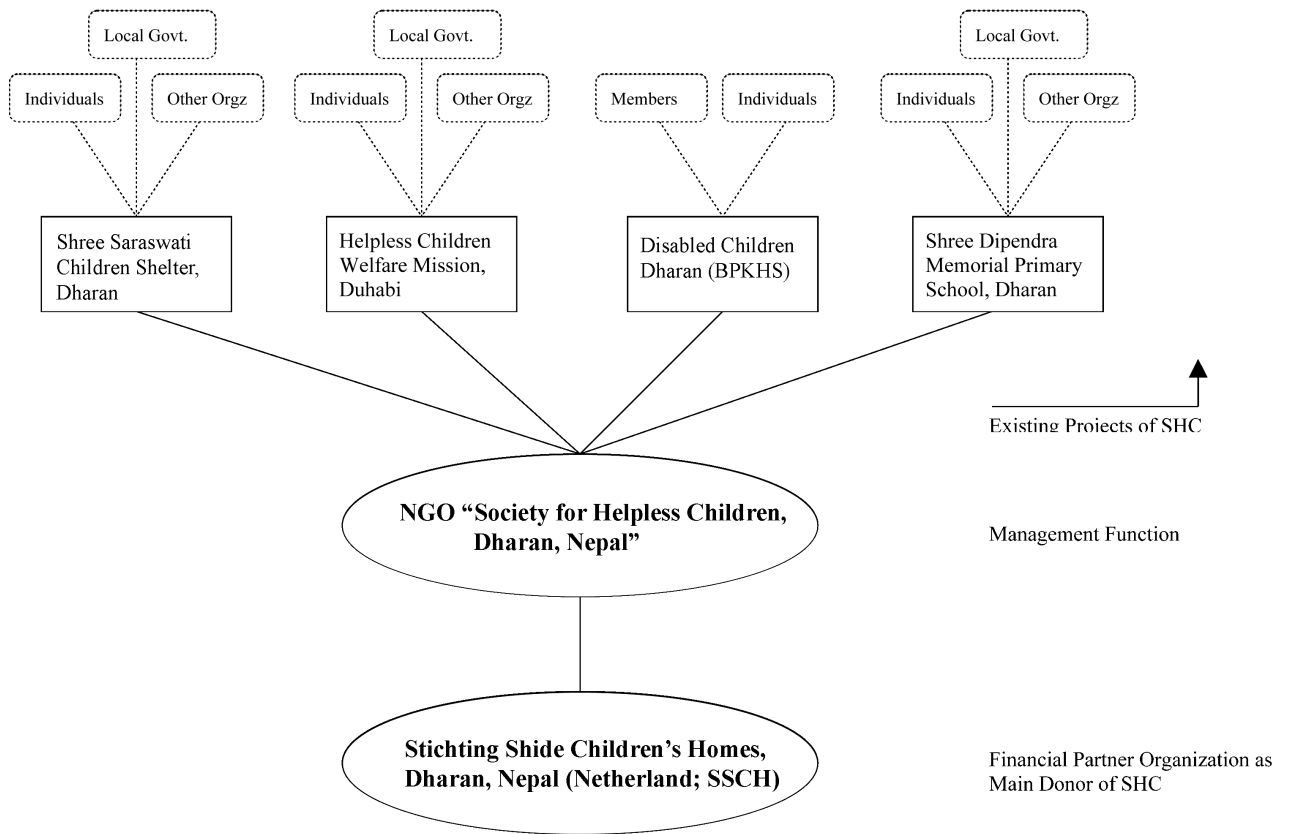 Local Govt.
Local Govt.
Local Govt.
Individuals
Other Orgz
Individuals
Other Orgz
Members
Individuals
Individuals
Other Orgz
Shree Saraswati
Children Shelter,
Dharan
Helpless Children
Welfare Mission,
Duhabi
Disabled Children
Dharan (BPKHS)
Shree Dipendra
Memorial Primary
School, Dharan
Existing Projects of SHC
NGO “Society for Helpless Children,
Dharan, Nepal”
Management Function
Stichting Shide Children’s Homes,
Dharan, Nepal (Netherland; SSCH)
Financial Partner Organization as
Main Donor of SHC